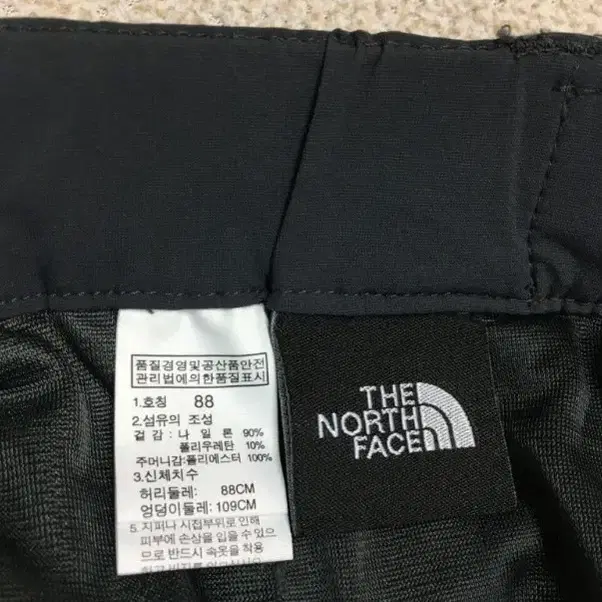 품질경영및공산품안전
관리법에의한품질표시
1.호칭 88
2.섬유의 조성
겉감:나 일 론 90%
폴리우레탄 10%
주머니감:폴리에스터 100%
3.신체치수
허리둘레: 88CM
엉덩이둘레: 109CM
5. 지퍼나 시접부위로 인해
피부에 손상을 입을 수 있으
므로 반드시 속옷을 착용
THE
NORTH
FACE